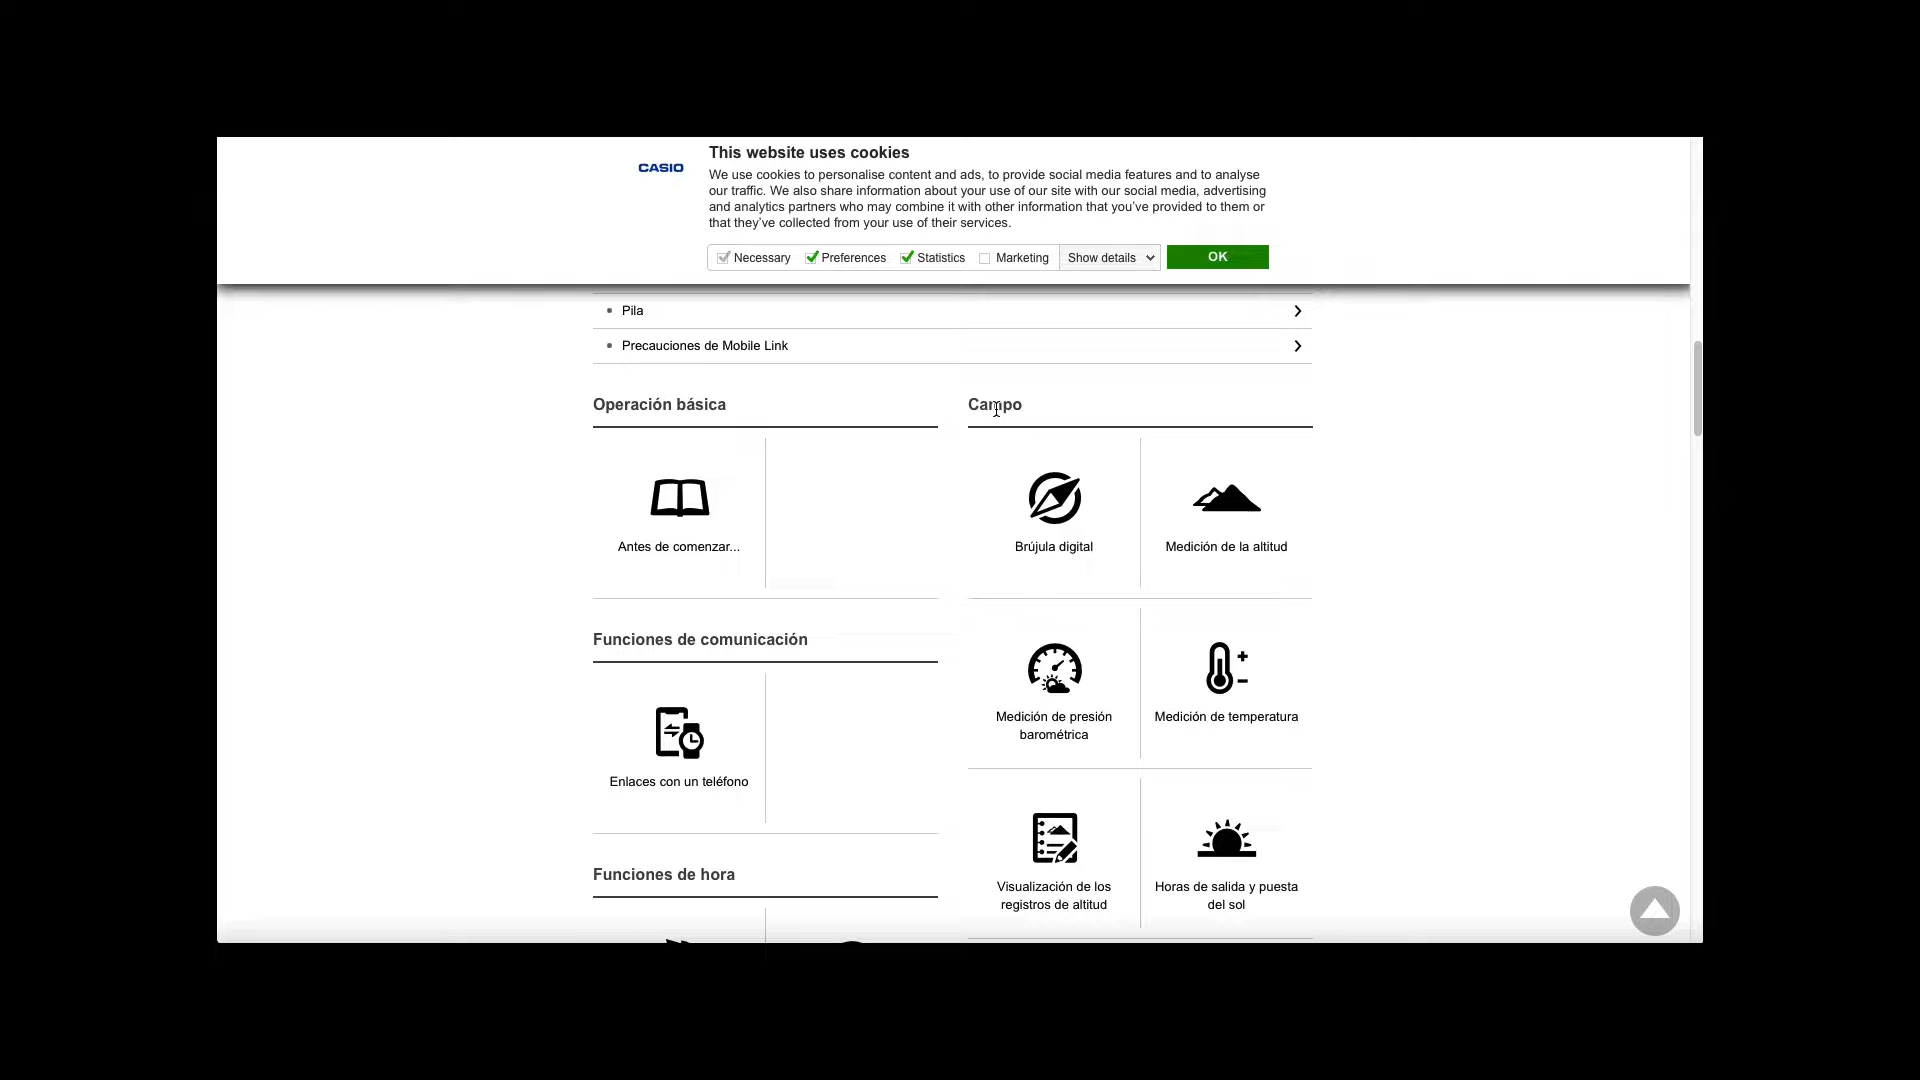 This website uses cookies
CASIO
We use cookies to personalise content and ads, to provide social media features and to analyse
our traffic. We also share information about your use of our site with our social media, advertising
and analytics partners who may combine it with other information that you've provided to them or
that they've collected from your use of their services.
Necessary Preferences Statistics Marketing Show details OK
Pila
Precauciones de Mobile Link
Operación básica
Antes de comenzar...
Funciones de comunicación
Enlaces con un teléfono
Funciones de hora
Campo
Brújula digital
Medición de la altitud
Medición de presión
barométrica
Medición de temperatura
Visualización de los
registros de altitud
Horas de salida y puesta
del sol